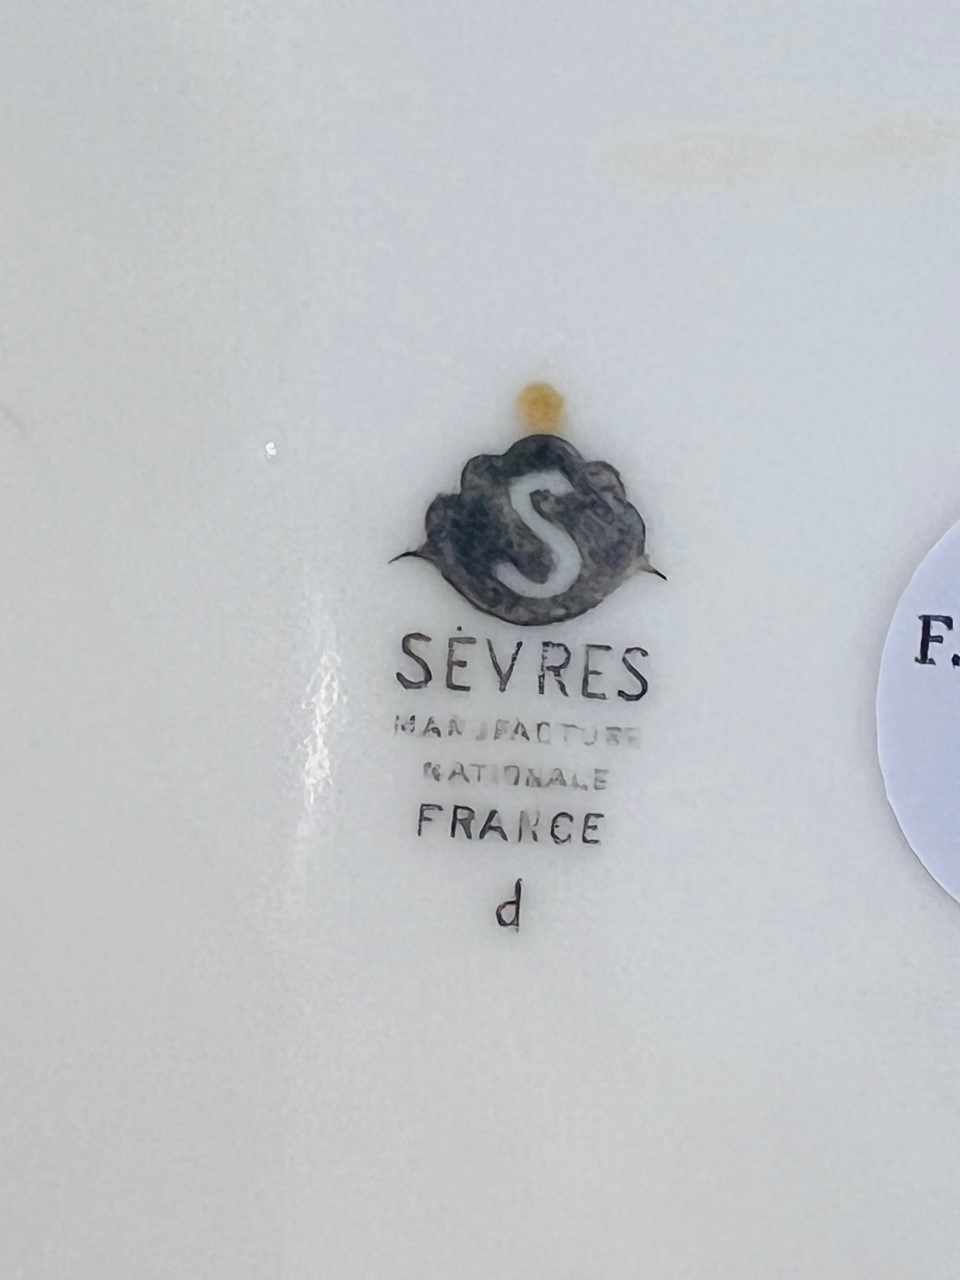 S
SÈVRES
MANUFACTURE
NATIONALE
FRANCE
d
F.